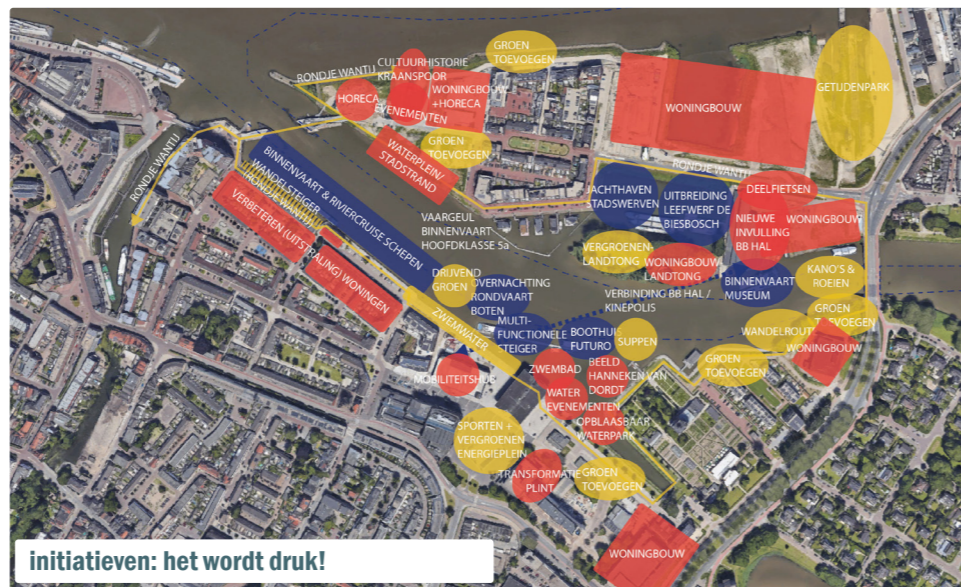 GROEN
TOEVOEGEN
CULTUURHISTORIE
KRAANSPOOR
RONDJE WANTIJ
WONINGBOUW
+HORECA
HORECA
EVENEMENTEN
WONINGBOUW
GETIJDENPARK
RONDJE WANTIJ
GROEN
TOEVOEGEN
WATERPLEIN/
STADSTRAND
BINNENVAART & RIVIERCRUISE SCHEPEN
WANDELSTEIGER
(RONDJE WANTIJ)
VERBETEREN (UITSTRALING) WONINGEN
RONDJE WANTIJ
JACHTHAVEN
STADSWERVEN
UITBREIDING
LEEFWERF DE
BIESBOSCH
DEELFIETSEN
NIEUWE
INVULLING
BB HAL
WONINGBOUW
VAARGEUL
BINNENVAART
HOOFDKLASSE 5a
VERGROENEN
LANDTONG
WONINGBOUW
LANDTONG
BINNENVAART
MUSEUM
KANO'S &
ROEIEN
DRIJVEND
GROEN
OVERNACHTING
RONDVAART
BOTEN
VERBINDING BB HAL /
KINEPOLIS
GROEN
TOEVOEGEN
ZWEMWATER
MULTI-
FUNCTIONELE
STEIGER
BOOTHUIS
FUTURO
SUPPEN
WANDELROUTE
WONINGBOUW
GROEN
TOEVOEGEN
MOBILITEITSHUB
ZWEMBAD
BEELD
HANNEKEN VAN
DORDT
WATER
EVENEMENTEN
OPBLAASBAAR
WATERPARK
SPORTEN +
VERGROENEN
ENERGIEPLEIN
TRANSFORMATIE
PLINT
GROEN
TOEVOEGEN
WONINGBOUW
initiatieven: het wordt druk!